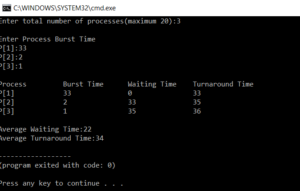 C:\WINDOWS\SYSTEM32\cmd.exe
Enter total number of processes(maximum 20):3
Enter Process Burst Time
P[1]:33
P[2]:2
P[3]:1
Process Burst Time Waiting Time Turnaround Time
P[1] 33 0 33
P[2] 2 33 35
P[3] 1 35 36
Average Waiting Time:22
Average Turnaround Time:34
------------------
(program exited with code: 0)
Press any key to continue . . .